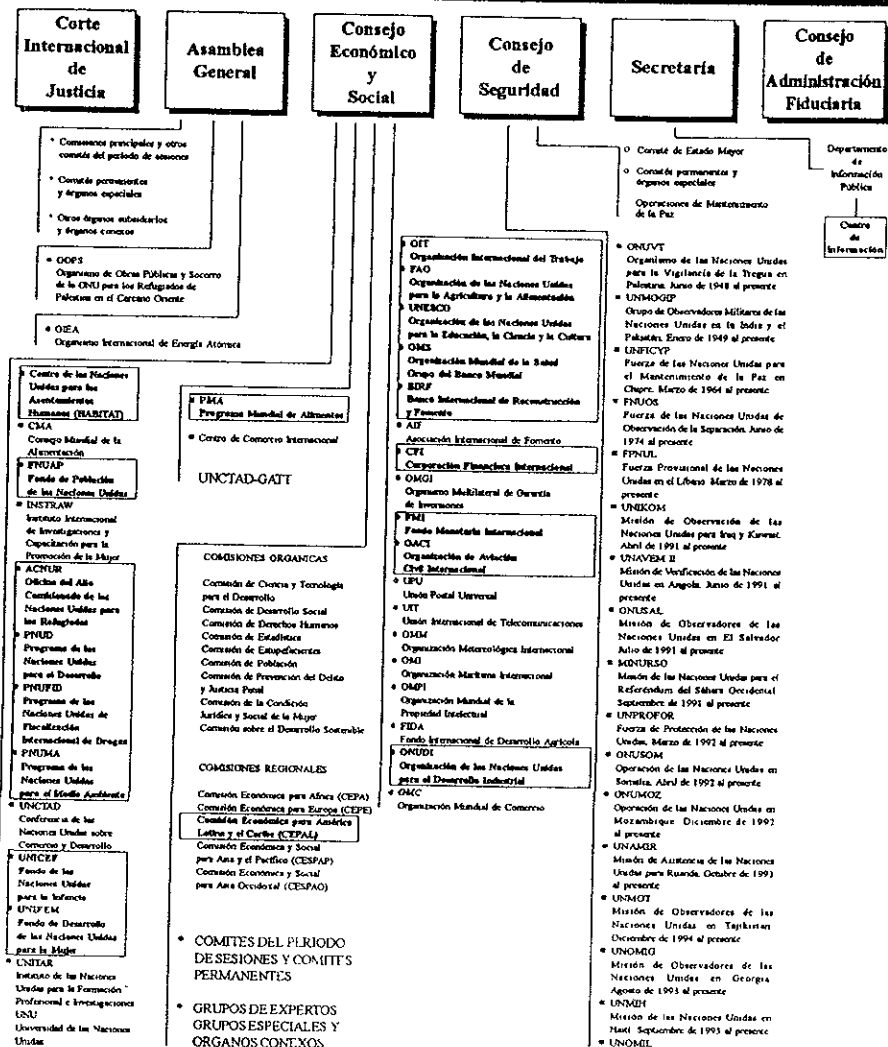 Corte
Internacional
de
Justicia
Asamblea
General
Consejo
Económico
y
Social
Consejo
de
Seguridad
Secretaría
Consejo
de
Administración
Fiduciaria
* Comisiones principales y otros
comités del periodo de sesiones
* Comités permanentes
y órganos especiales
* Otros órganos subsidiarios
y órganos conexos
* OOPS
Organismo de Obras Públicas y Socorro
de la ONU para los Refugiados de
Palestina en el Cercano Oriente
* OIEA
Organismo Internacional de Energía Atómica
* Centro de las Naciones
Unidas para los
Asentamientos
Humanos (HABITAT)
* CMA
Consejo Mundial de la
Alimentación
* FNUAP
Fondo de Población
de las Naciones Unidas
* INSTRAW
Instituto Internacional
de Investigaciones y
Capacitación para la
Promoción de la Mujer
* ACNUR
Oficina del Alto
Comisionado de las
Naciones Unidas para
los Refugiados
* PNUD
Programa de las
Naciones Unidas
para el Desarrollo
* PNUFID
Programa de las
Naciones Unidas de
Fiscalización
Internacional de Drogas
* PNUMA
Programa de las
Naciones Unidas
para el Medio Ambiente
* UNCTAD
Conferencia de las
Naciones Unidas sobre
Comercio y Desarrollo
* UNICEF
Fondo de las
Naciones Unidas
para la Infancia
* UNIFEM
Fondo de Desarrollo
de las Naciones Unidas
para la Mujer
* UNITAR
Instituto de las Naciones
Unidas para la Formación
Profesional e Investigaciones
UNU
Universidad de las Naciones
Unidas
* PMA
Programa Mundial de Alimentos
* Centro de Comercio Internacional
UNCTAD-GATT
COMISIONES ORGANICAS
Comisión de Ciencia y Tecnología
para el Desarrollo
Comisión de Desarrollo Social
Comisión de Derechos Humanos
Comisión de Estadística
Comisión de Estupefacientes
Comisión de Población
Comisión de Prevención del Delito
y Justicia Penal
Comisión de la Condición
Jurídica y Social de la Mujer
Comisión sobre el Desarrollo Sostenible
COMISIONES REGIONALES
Comisión Económica para Africa (CEPA)
Comisión Económica para Europa (CEPE)
Comisión Económica para América
Latina y el Caribe (CEPAL)
Comisión Económica y Social
para Asia y el Pacífico (CESPAP)
Comisión Económica y Social
para Asia Occidental (CESPAO)
* COMITES DEL PERIODO
DE SESIONES Y COMITES
PERMANENTES
* GRUPOS DE EXPERTOS
GRUPOS ESPECIALES Y
ORGANOS CONEXOS
* OIT
Organización Internacional del Trabajo
* FAO
Organización de las Naciones Unidas
para la Agricultura y la Alimentación
* UNESCO
Organización de las Naciones Unidas
para la Educación, la Ciencia y la Cultura
* OMS
Organización Mundial de la Salud
Grupo del Banco Mundial
* BIRF
Banco Internacional de Reconstrucción
y Fomento
* AIF
Asociación Internacional de Fomento
* CFI
Corporación Financiera Internacional
* OMGI
Organismo Multilateral de Garantía
de Inversiones
* FMI
Fondo Monetario Internacional
* OACI
Organización de Aviación
Civil Internacional
* UPU
Unión Postal Universal
* UIT
Unión Internacional de Telecomunicaciones
* OMM
Organización Metereológica Internacional
* OMI
Organización Marítima Internacional
* OMPI
Organización Mundial de la
Propiedad Intelectual
* FIDA
Fondo Internacional de Desarrollo Agrícola
* ONUDI
Organización de las Naciones Unidas
para el Desarrollo Industrial
* OMC
Organización Mundial de Comercio
o Comité de Estado Mayor
o Comités permanentes y
órganos especiales
Operaciones de Mantenimiento
de la Paz
* ONUVT
Organismo de las Naciones Unidas
para la Vigilancia de la Tregua en
Palestina. Junio de 1948 al presente
* UNMOGIP
Grupo de Observadores Militares de las
Naciones Unidas en la India y el
Pakistán, Enero de 1949 al presente
* UNFICYP
Fuerza de las Naciones Unidas para
el Mantenimiento de la Paz en
Chipre. Marzo de 1964 al presente
* FNUOS
Fuerza de las Naciones Unidas de
Observación de la Separación. Junio de
1974 al presente
* FPNUL
Fuerza Provisional de las Naciones
Unidas en el Líbano. Marzo de 1978 al
presente
* UNIKOM
Misión de Observación de las
Naciones Unidas para Iraq y Kuwait.
Abril de 1991 al presente
* UNAVEM II
Misión de Verificación de las Naciones
Unidas en Angola. Junio de 1991 al
presente
* ONUSAL
Misión de Observadores de las
Naciones Unidas en El Salvador
Julio de 1991 al presente
* MINURSO
Misión de las Naciones Unidas para el
Referéndum del Sáhara Occidental
Septiembre de 1991 al presente
* UNPROFOR
Fuerza de Protección de las Naciones
Unidas, Marzo de 1992 al presente
* ONUSOM
Operación de las Naciones Unidas en
Somalia, Abril de 1992 al presente
* ONUMOZ
Operación de las Naciones Unidas en
Mozambique Diciembre de 1992
al presente
* UNAMIR
Misión de Asistencia de las Naciones
Unidas para Ruanda. Octubre de 1993
al presente
* UNMOT
Misión de Observadores de las
Naciones Unidas en Tajikistan
Diciembre de 1994 al presente
* UNOMIG
Misión de Observadores de las
Naciones Unidas en Georgia
Agosto de 1993 al presente
* UNMIH
Misión de las Naciones Unidas en
Haití Septiembre de 1993 al presente
* UNOMIL
Departamento
de
Información
Pública
Centro
de
Información